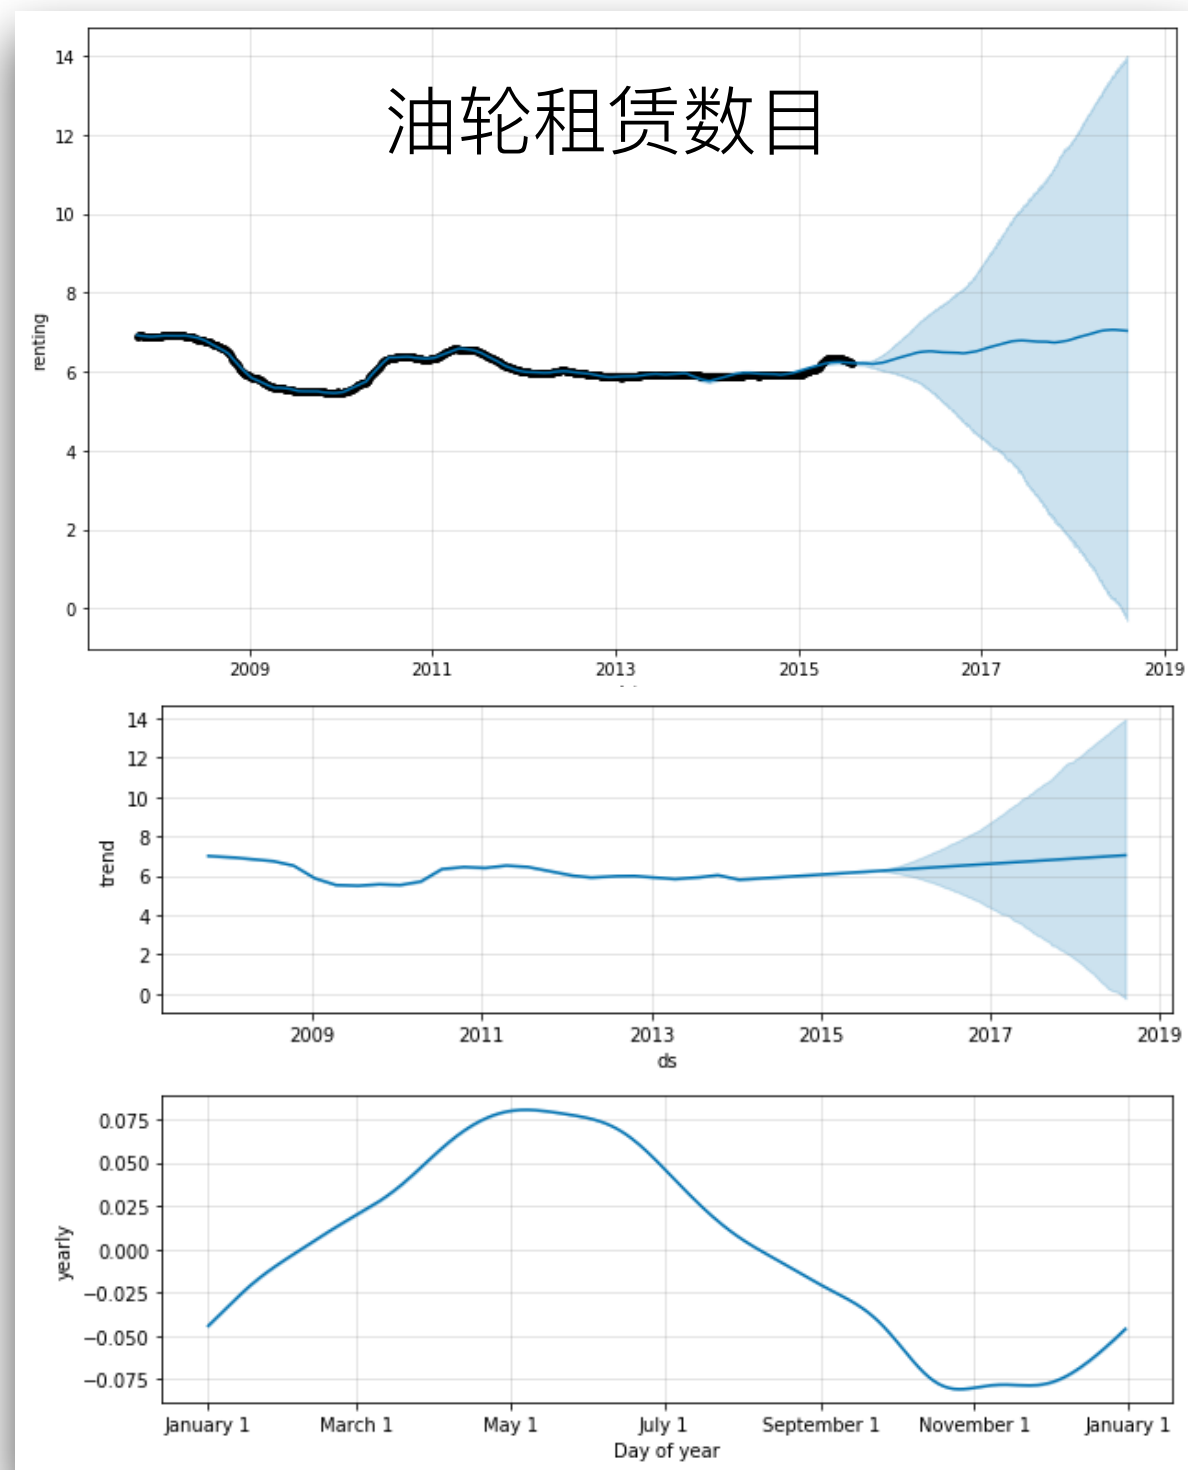 油轮租赁数目
14
12
10
8
6
4
2
0
renting
2009 2011 2013 2015 2017 2019
14
12
10
8
6
4
2
0
trend
2009 2011 2013 2015 2017 2019
ds
0.075
0.050
0.025
0.000
−0.025
−0.050
−0.075
yearly
January 1 March 1 May 1 July 1 September 1 November 1 January 1
Day of year